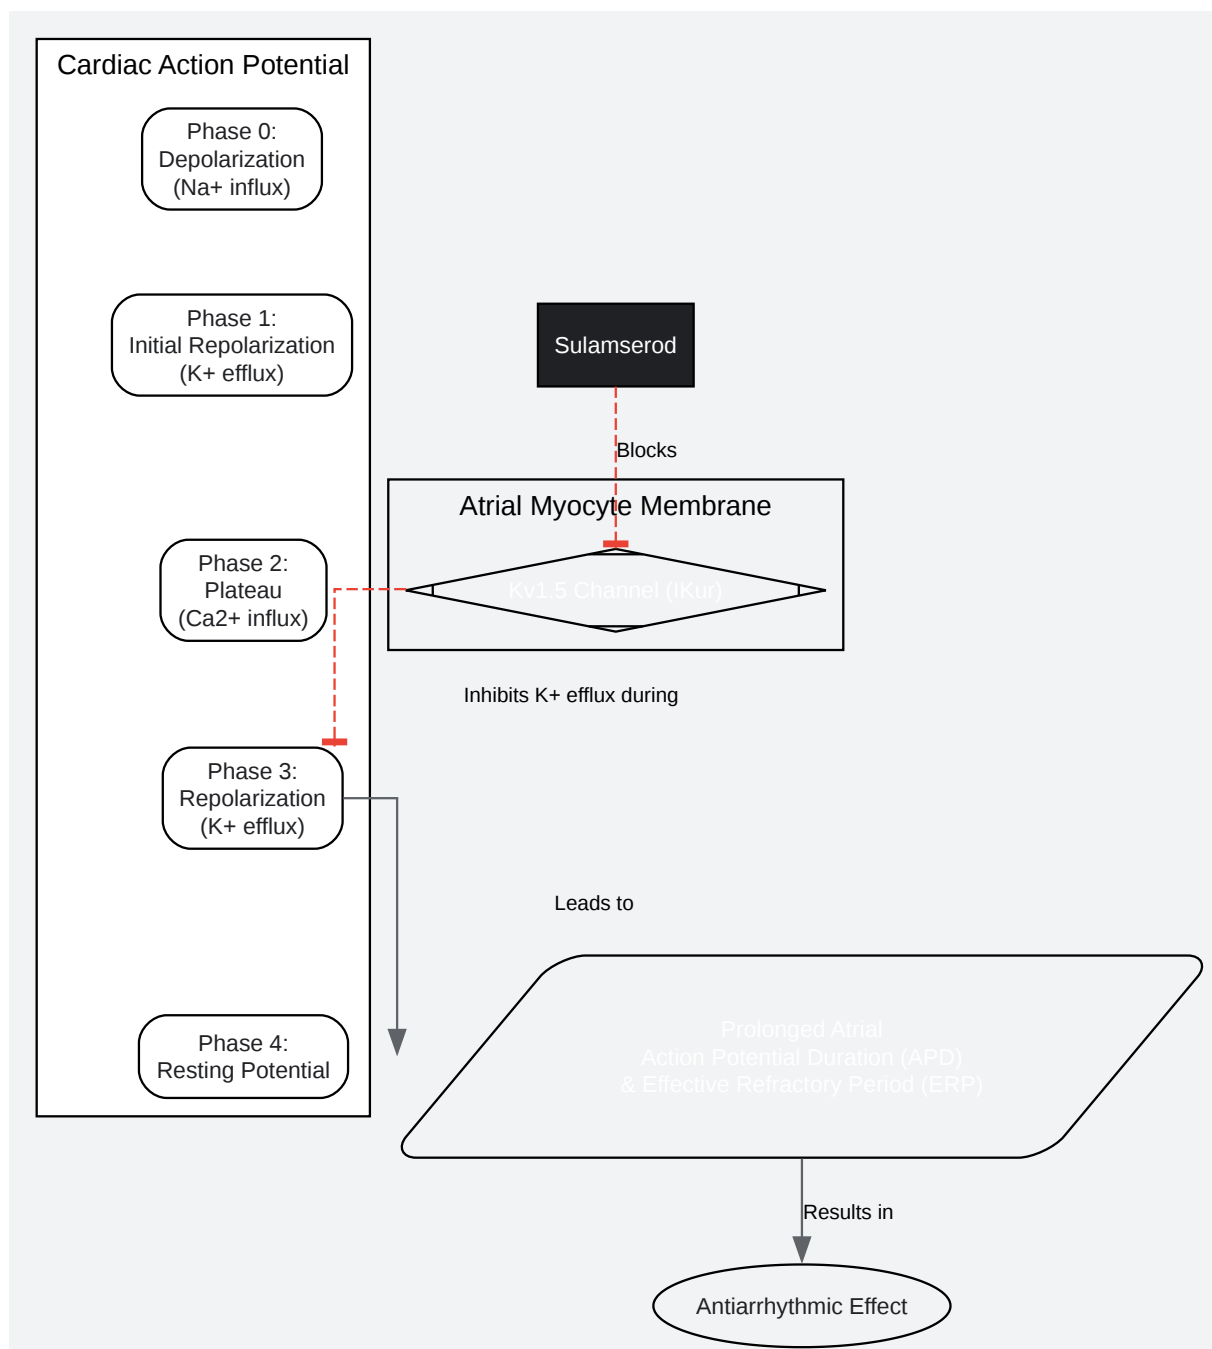 Cardiac Action Potential
Phase 0:
Depolarization
(Na+ influx)
Phase 1:
Initial Repolarization
(K+ efflux)
Sulamserod
Blocks
Atrial Myocyte Membrane
Kv1.5 Channel (IKur)
Phase 2:
Plateau
(Ca2+ influx)
Inhibits K+ efflux during
Phase 3:
Repolarization
(K+ efflux)
Leads to
Phase 4:
Resting Potential
Prolonged Atrial
Action Potential Duration (APD)
& Effective Refractory Period (ERP)
Results in
Antiarrhythmic Effect